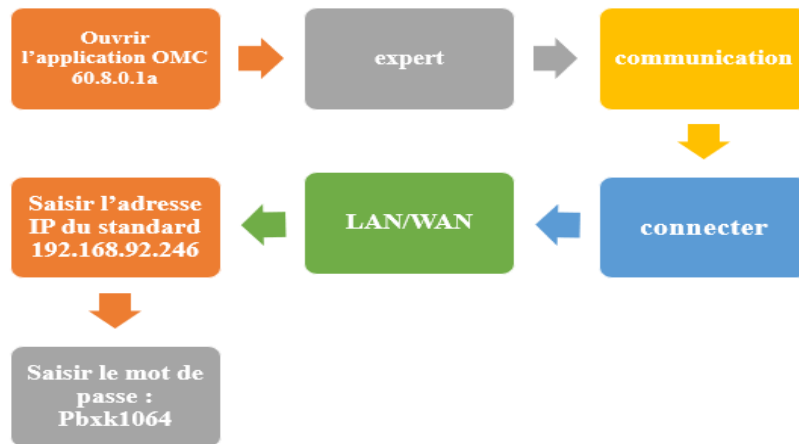 Ouvrir
l'application OMC
60.8.0.1a
expert
communication
connecter
LAN/WAN
Saisir l'adresse
IP du standard
192.168.92.246
Saisir le mot de
passe :
Pbxk1064